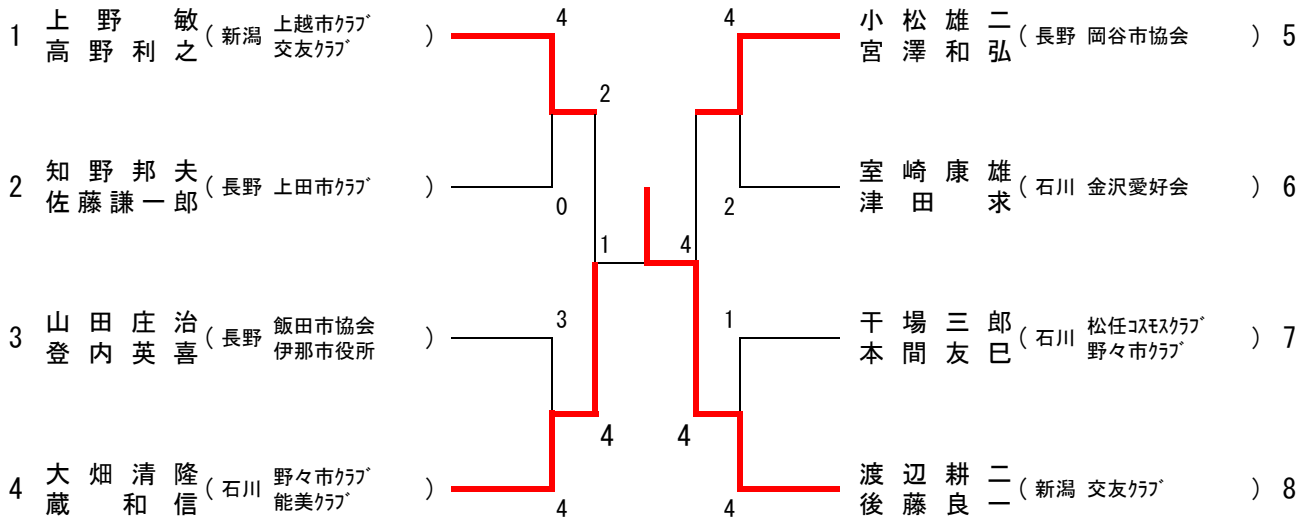 1 上野 敏 ( 新潟 上越市ｸﾗﾌﾞ )
高野利之 交友ｸﾗﾌﾞ
4
2
2 知野邦夫 ( 長野 上田市ｸﾗﾌﾞ )
佐藤謙一郎
0
1
3 山田庄治 ( 長野 飯田市協会 )
登内英喜 伊那市役所
3
4
4 大畑清隆 ( 石川 野々市ｸﾗﾌﾞ )
蔵 和信 能美ｸﾗﾌﾞ
4
4
小松雄二 ( 長野 岡谷市協会 ) 5
宮澤和弘
2
室崎康雄 ( 石川 金沢愛好会 ) 6
津田 求
4
1
干場三郎 ( 石川 松任ｺｽﾓｽｸﾗﾌﾞ ) 7
本間友巳 野々市ｸﾗﾌﾞ
4
4
渡辺耕二 ( 新潟 交友ｸﾗﾌﾞ ) 8
後藤良一